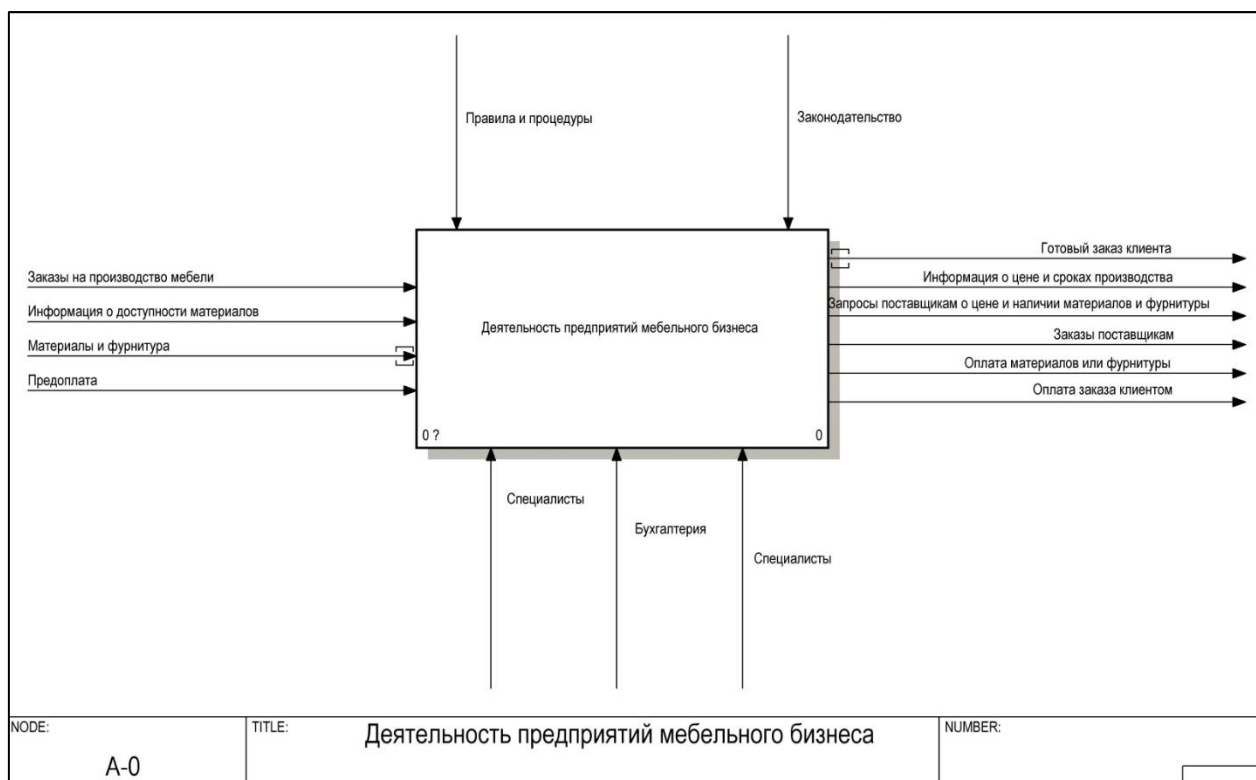 Правила и процедуры
Законодательство
Заказы на производство мебели
Информация о доступности материалов
Материалы и фурнитура
Предоплата
Деятельность предприятий мебельного бизнеса
0 ?
0
Готовый заказ клиента
Информация о цене и сроках производства
Запросы поставщикам о цене и наличии материалов и фурнитуры
Заказы поставщикам
Оплата материалов или фурнитуры
Оплата заказа клиентом
Специалисты
Бухгалтерия
Специалисты
NODE:
A-0
TITLE:
Деятельность предприятий мебельного бизнеса
NUMBER: